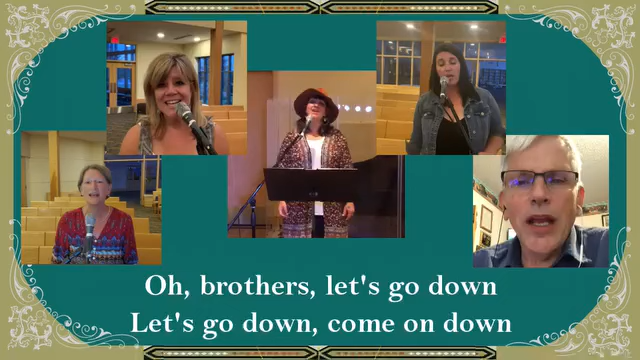 Oh, brothers, let's go down
Let's go down, come on down